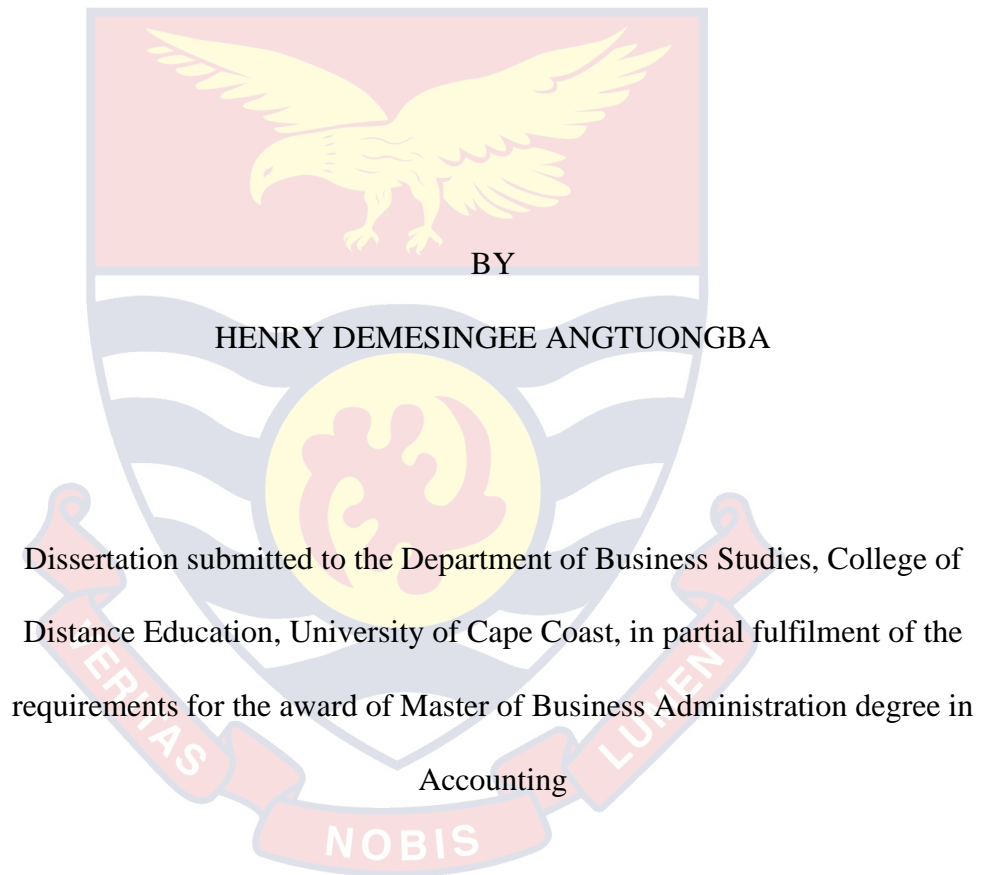 BY
HENRY DEMESINGEE ANGTUONGBA
Dissertation submitted to the Department of Business Studies, College of
Distance Education, University of Cape Coast, in partial fulfilment of the
requirements for the award of Master of Business Administration degree in
Accounting
VERITAS
NOBIS
LUMEN